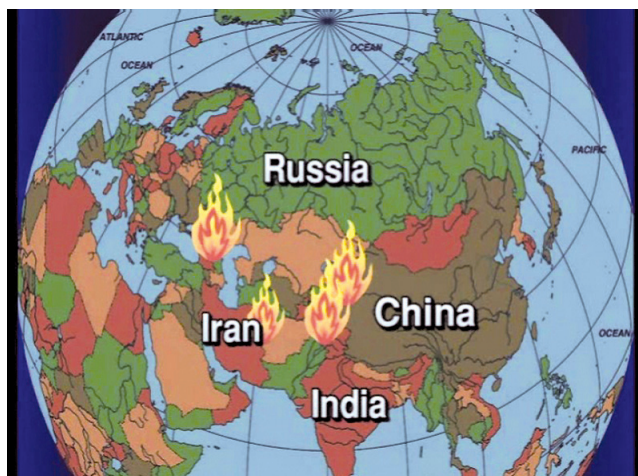 ATLANTIC
OCEAN
OCEAN
PACIFIC
Russia
Iran
China
OCEAN
India